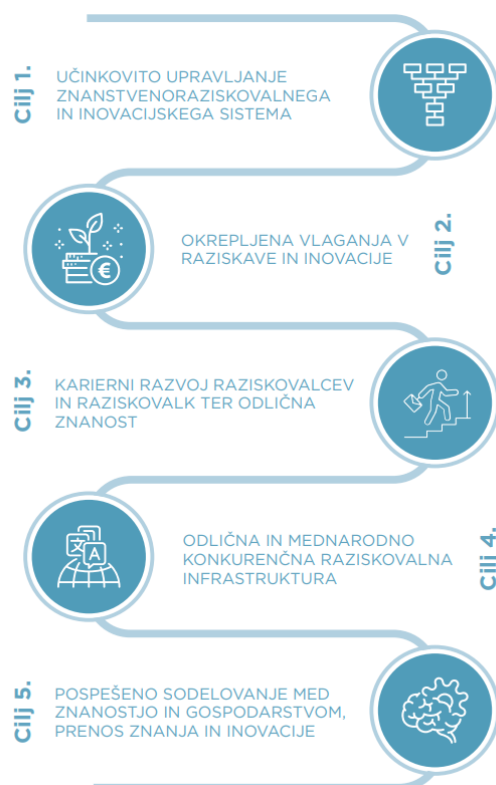 Cilj 1.
UČINKOVITO UPRAVLJANJE
ZNANSTVENORAZISKOVALNEGA
IN INOVACIJSKEGA SISTEMA
€
OKREPLJENA VLAGANJA V
RAZISKAVE IN INOVACIJE
Cilj 2.
Cilj 3.
KARIERNI RAZVOJ RAZISKOVALCEV
IN RAZISKOVALK TER ODLIČNA
ZNANOST
文
A
ODLIČNA IN MEDNARODNO
KONKURENČNA RAZISKOVALNA
INFRASTRUKTURA
Cilj 4.
Cilj 5.
POSPEŠENO SODELOVANJE MED
ZNANOSTJO IN GOSPODARSTVOM,
PRENOS ZNANJA IN INOVACIJE